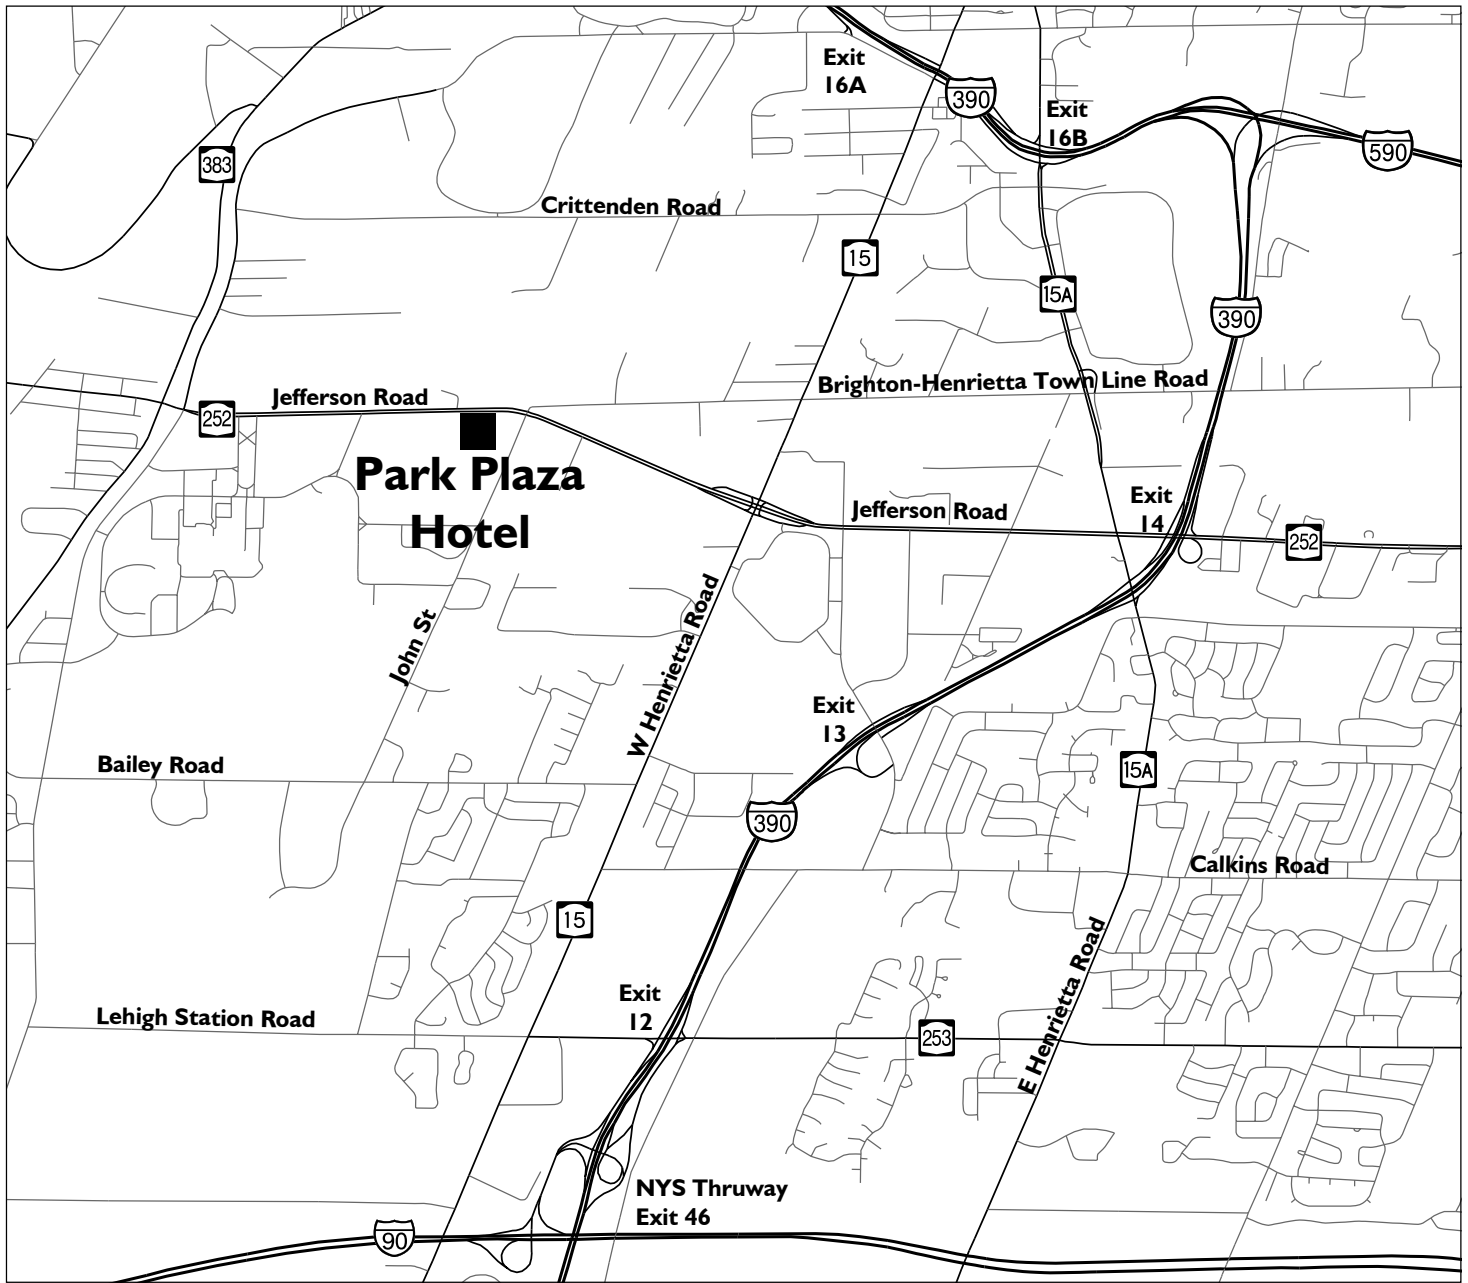 Exit
16A
390
Exit
16B
590
383
Crittenden Road
15
15A
390
Brighton-Henrietta Town Line Road
Jefferson Road
252
Park Plaza
Hotel
Jefferson Road
Exit
14
252
John St
W Henrietta Road
Exit
13
Bailey Road
15A
390
Calkins Road
15
E Henrietta Road
Exit
12
Lehigh Station Road
253
NYS Thruway
Exit 46
90